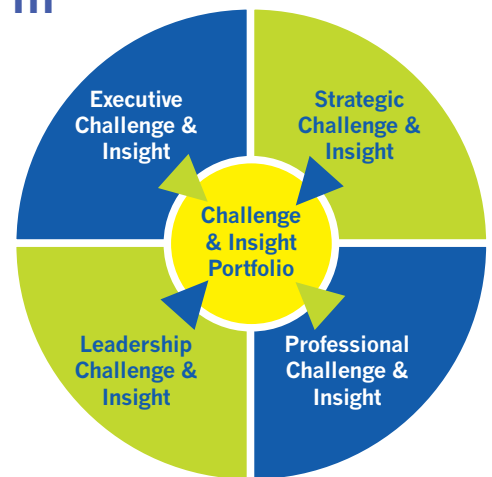 Executive
Challenge &
Insight
Strategic
Challenge &
Insight
Challenge
& Insight
Portfolio
Leadership
Challenge &
Insight
Professional
Challenge &
Insight